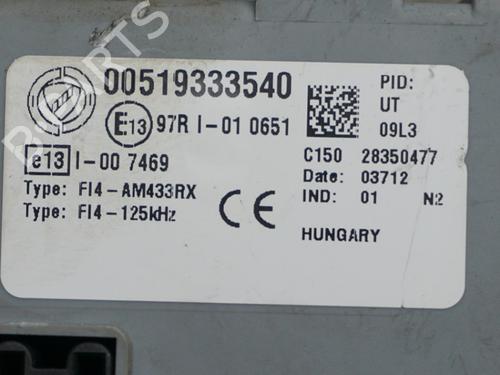 00519333540
PID:
UT
09L3
E13 97R I-01 0651
e13 I-00 7469
C150 28350477
Date: 03712
IND: 01 N2
Type: FI4-AM433RX
Type: FI4-125kHz
CE
HUNGARY